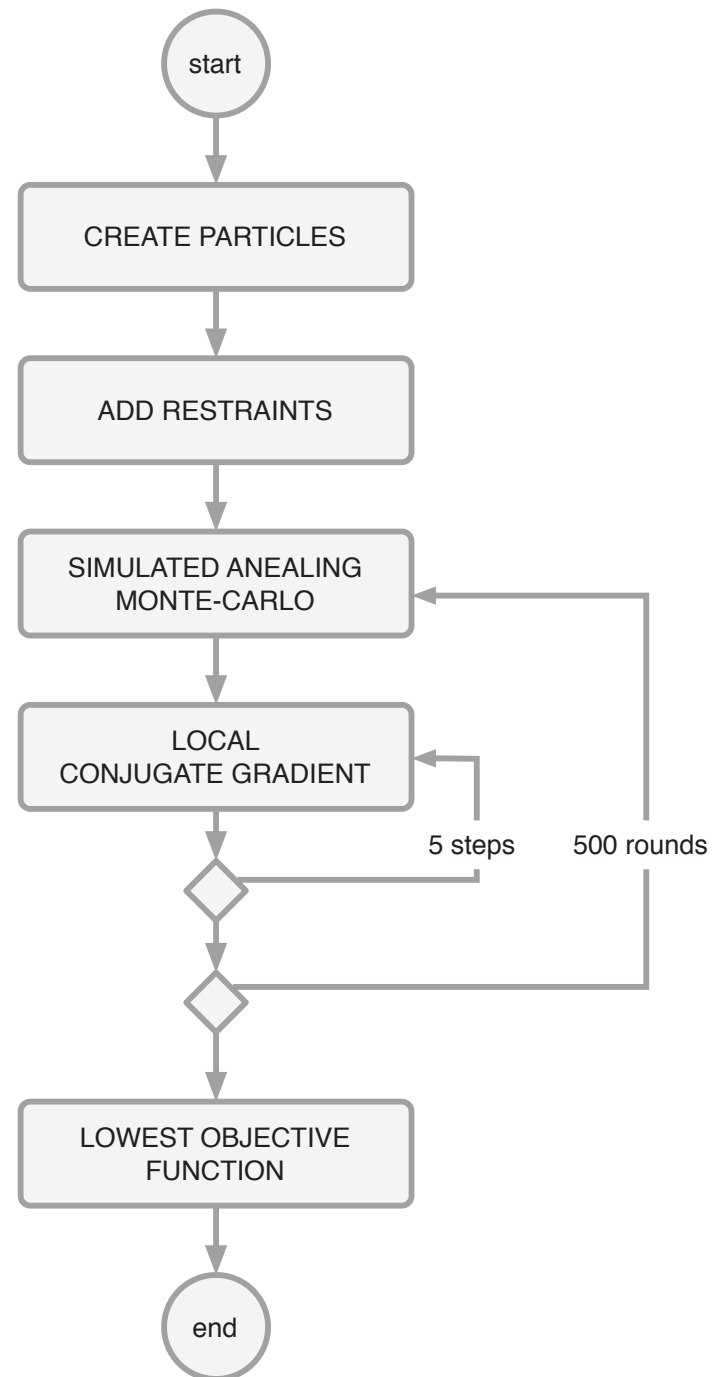 start
CREATE PARTICLES
ADD RESTRAINTS
SIMULATED ANEALING
MONTE-CARLO
LOCAL
CONJUGATE GRADIENT
5 steps
500 rounds
LOWEST OBJECTIVE
FUNCTION
end